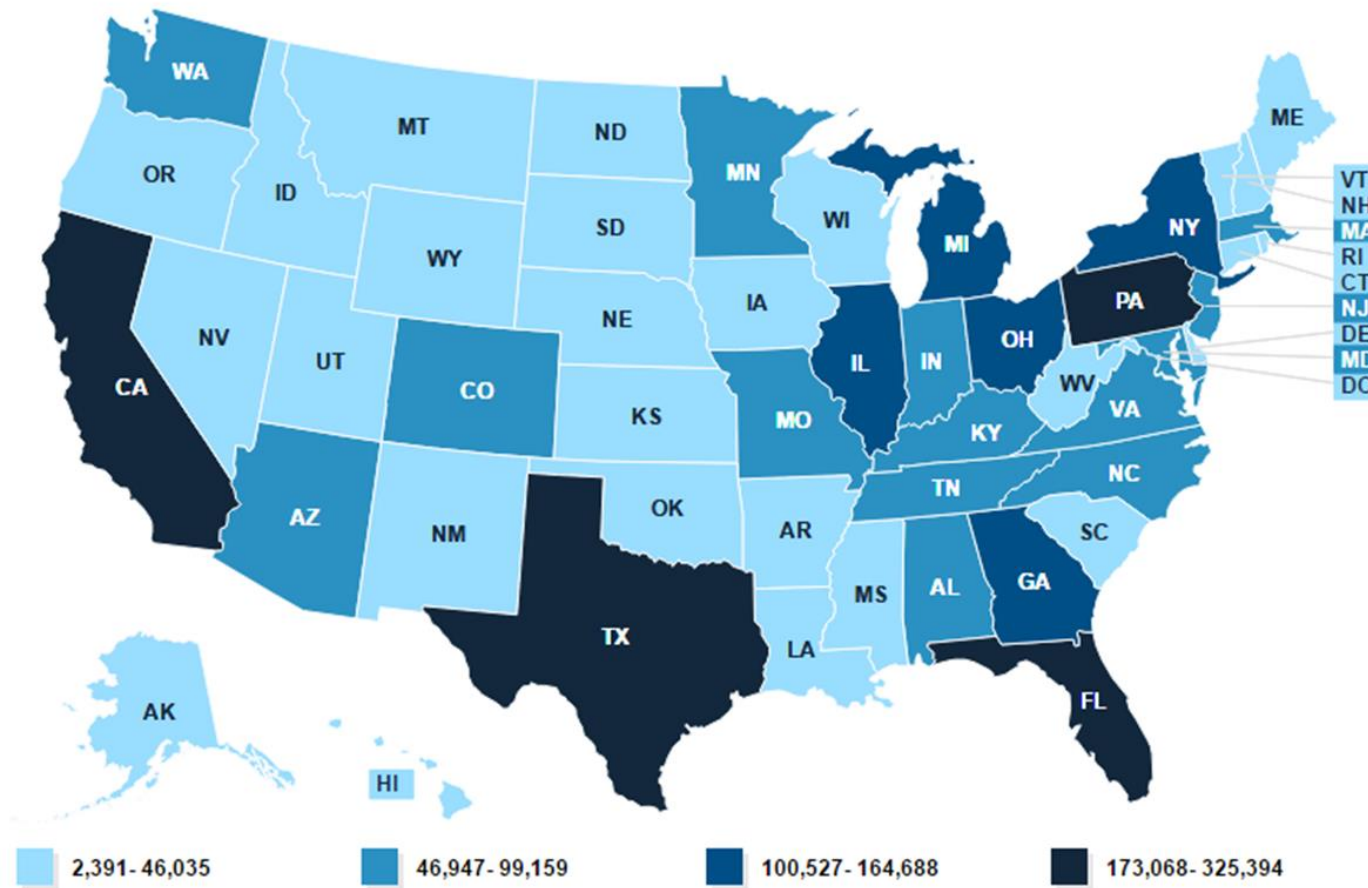 WA
MT
ND
ME
OR
ID
MN
VT
NH
SD
WI
NY
MA
WY
MI
RI
CT
IA
PA
NE
NJ
NV
OH
DE
UT
IL
IN
MD
CA
CO
WV
DC
KS
MO
VA
KY
NC
TN
AZ
OK
NM
AR
SC
GA
MS
AL
TX
LA
FL
AK
HI
2,391- 46,035
46,947- 99,159
100,527- 164,688
173,068- 325,394